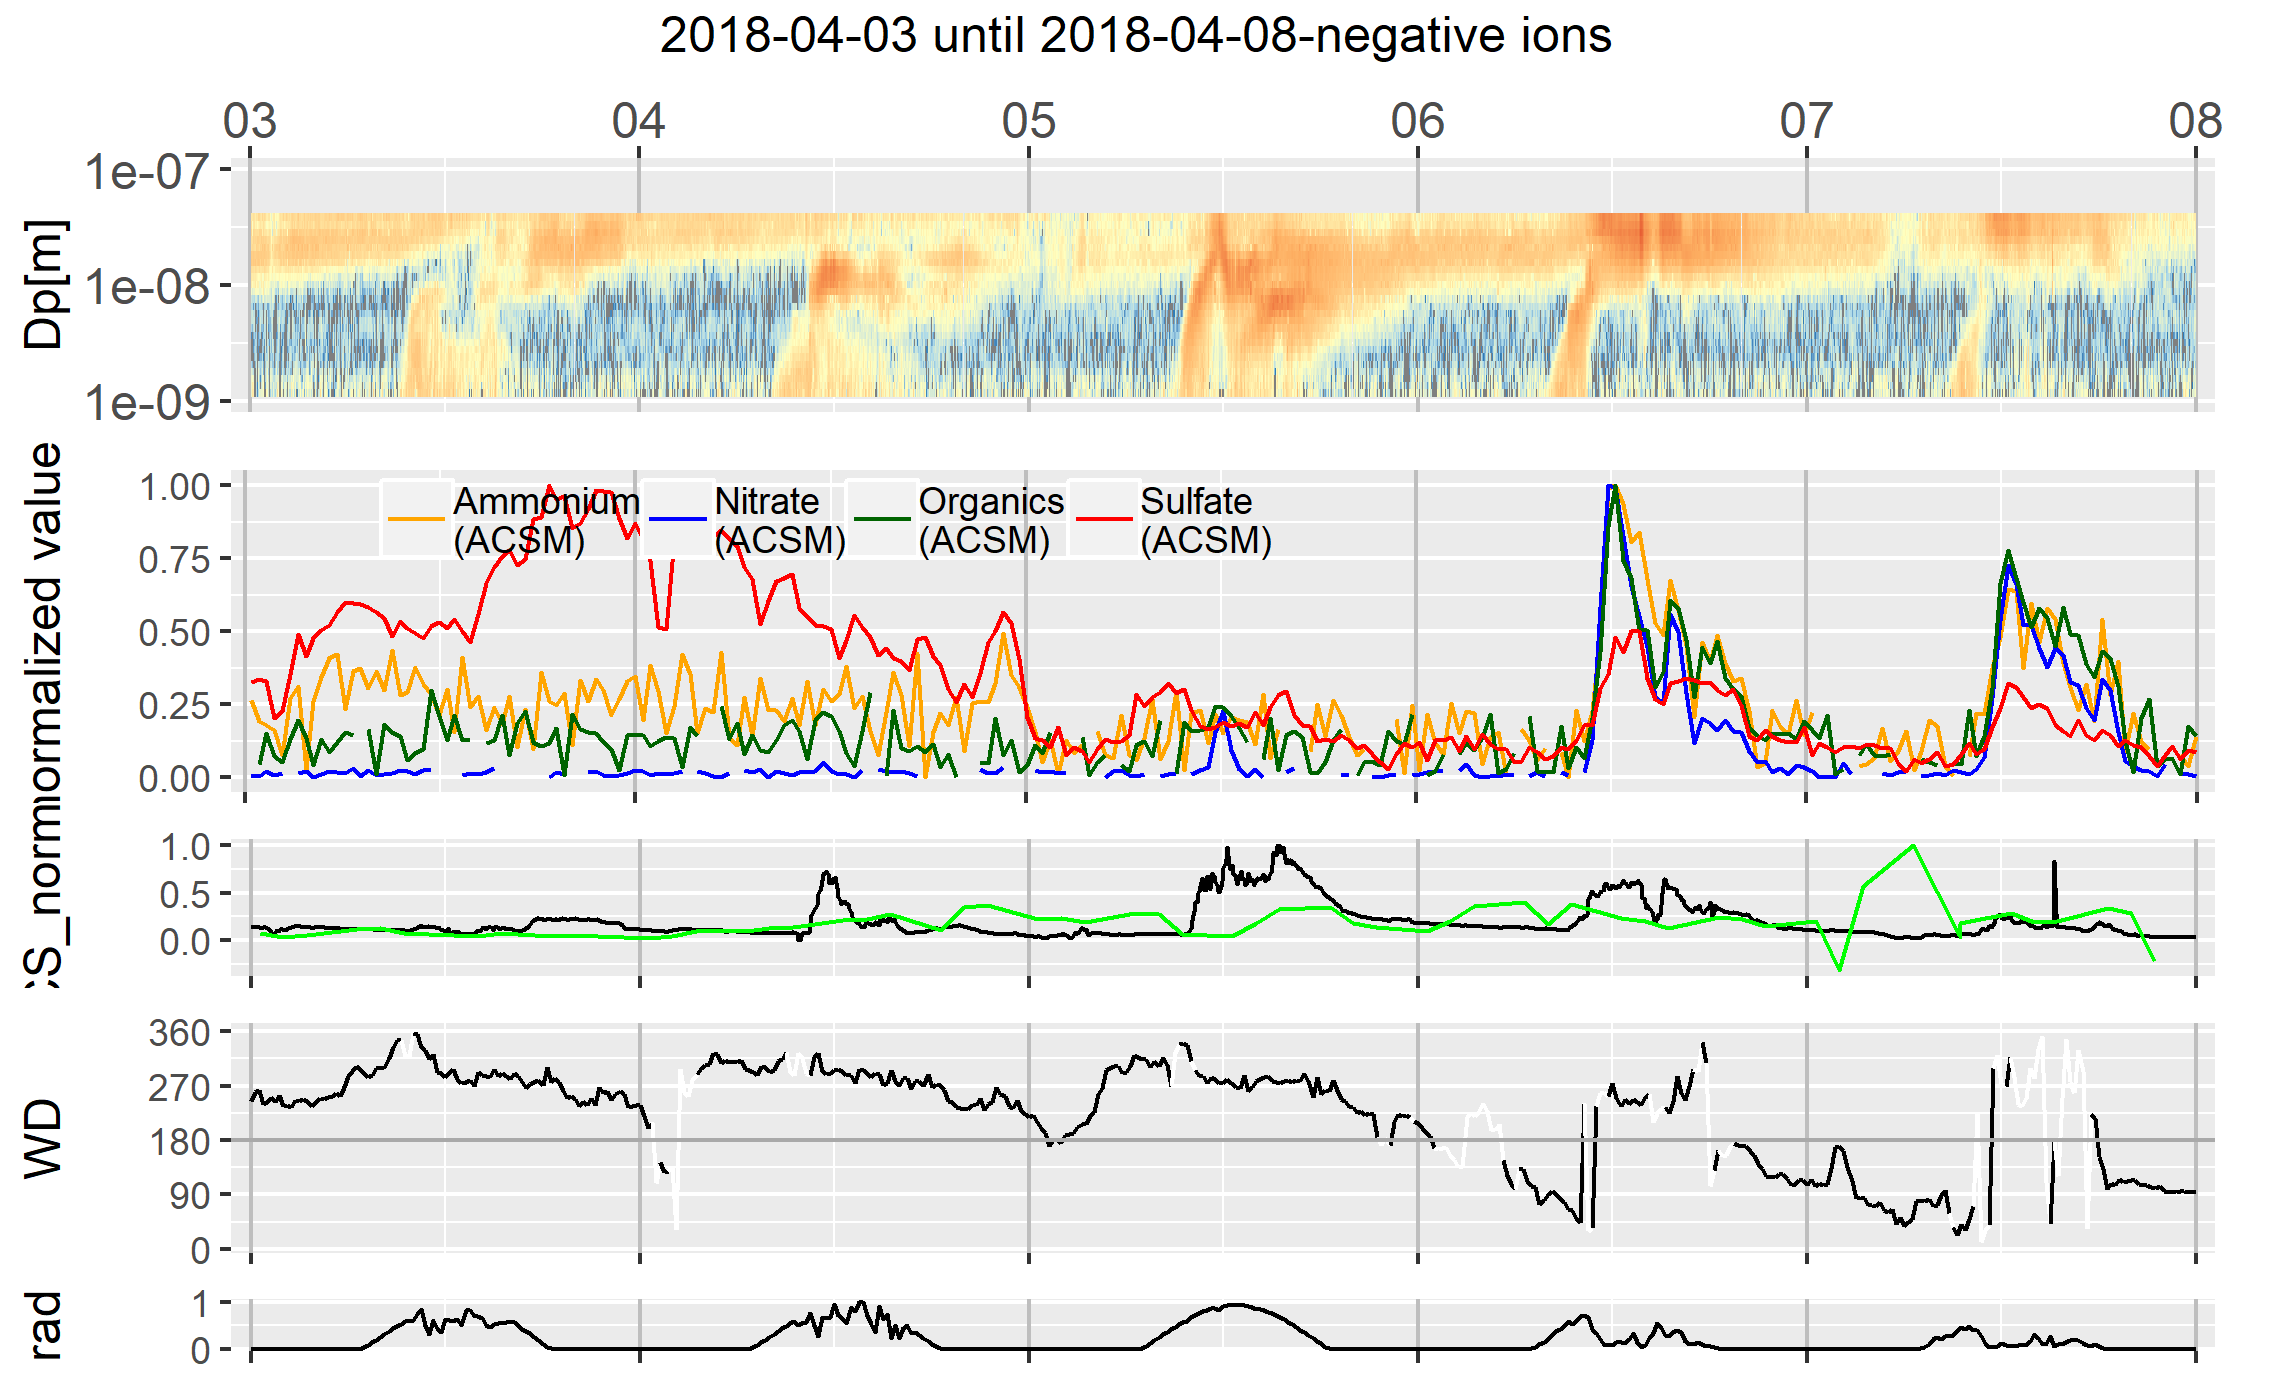 2018-04-03 until 2018-04-08-negative ions
03 04 05 06 07 08
1e-07
1e-08
1e-09
Dp[m]
1.00
0.75
0.50
0.25
0.00
Ammonium Nitrate Organics Sulfate
(ACSM) (ACSM) (ACSM) (ACSM)
CS_normiormalized value
1.0
0.5
0.0
360
270
180
90
0
WD
1
0
rad